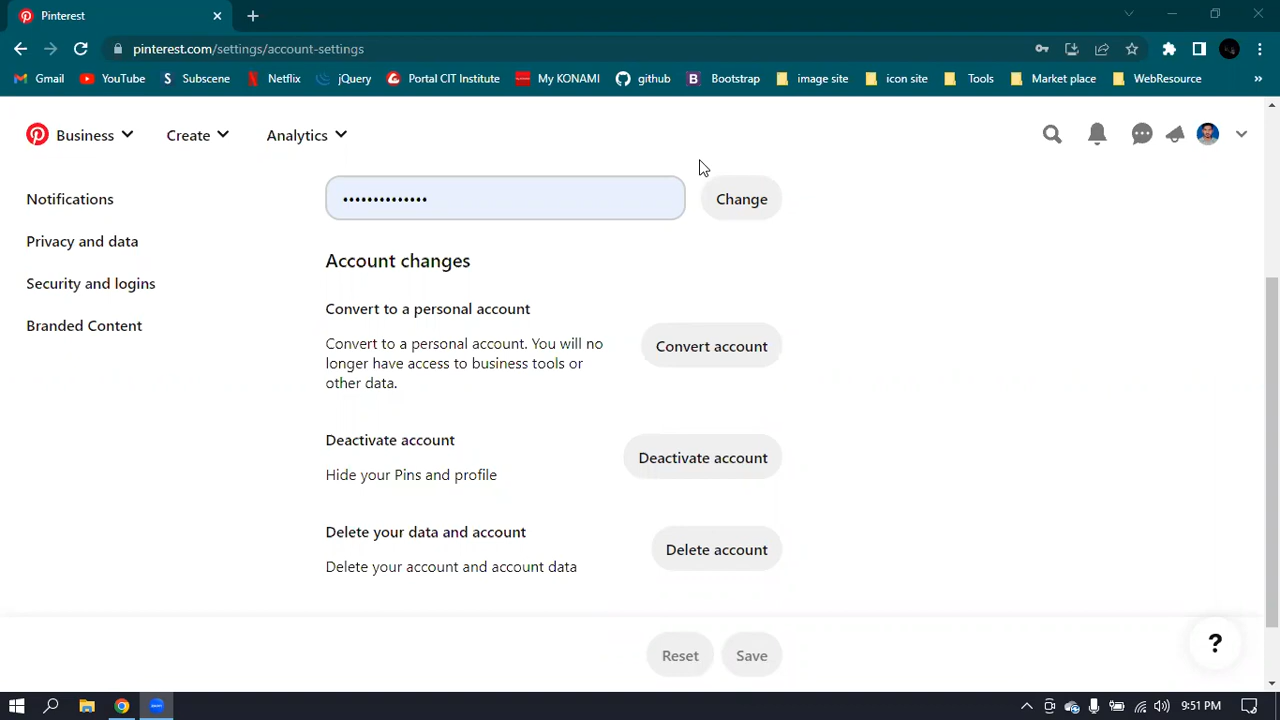 Pinterest
pinterest.com/settings/account-settings
Gmail
YouTube
S Subscene
Netflix
jQuery
Portal CIT Institute
My KONAMI
github
B Bootstrap
image site
icon site
Tools
Market place
WebResource
»
Business
Create
Analytics
Notifications
Privacy and data
Security and logins
Branded Content
••••••••••••••
Change
Account changes
Convert to a personal account
Convert to a personal account. You will no
longer have access to business tools or
other data.
Convert account
Deactivate account
Hide your Pins and profile
Deactivate account
Delete your data and account
Delete your account and account data
Delete account
Reset
Save
?
9:51 PM